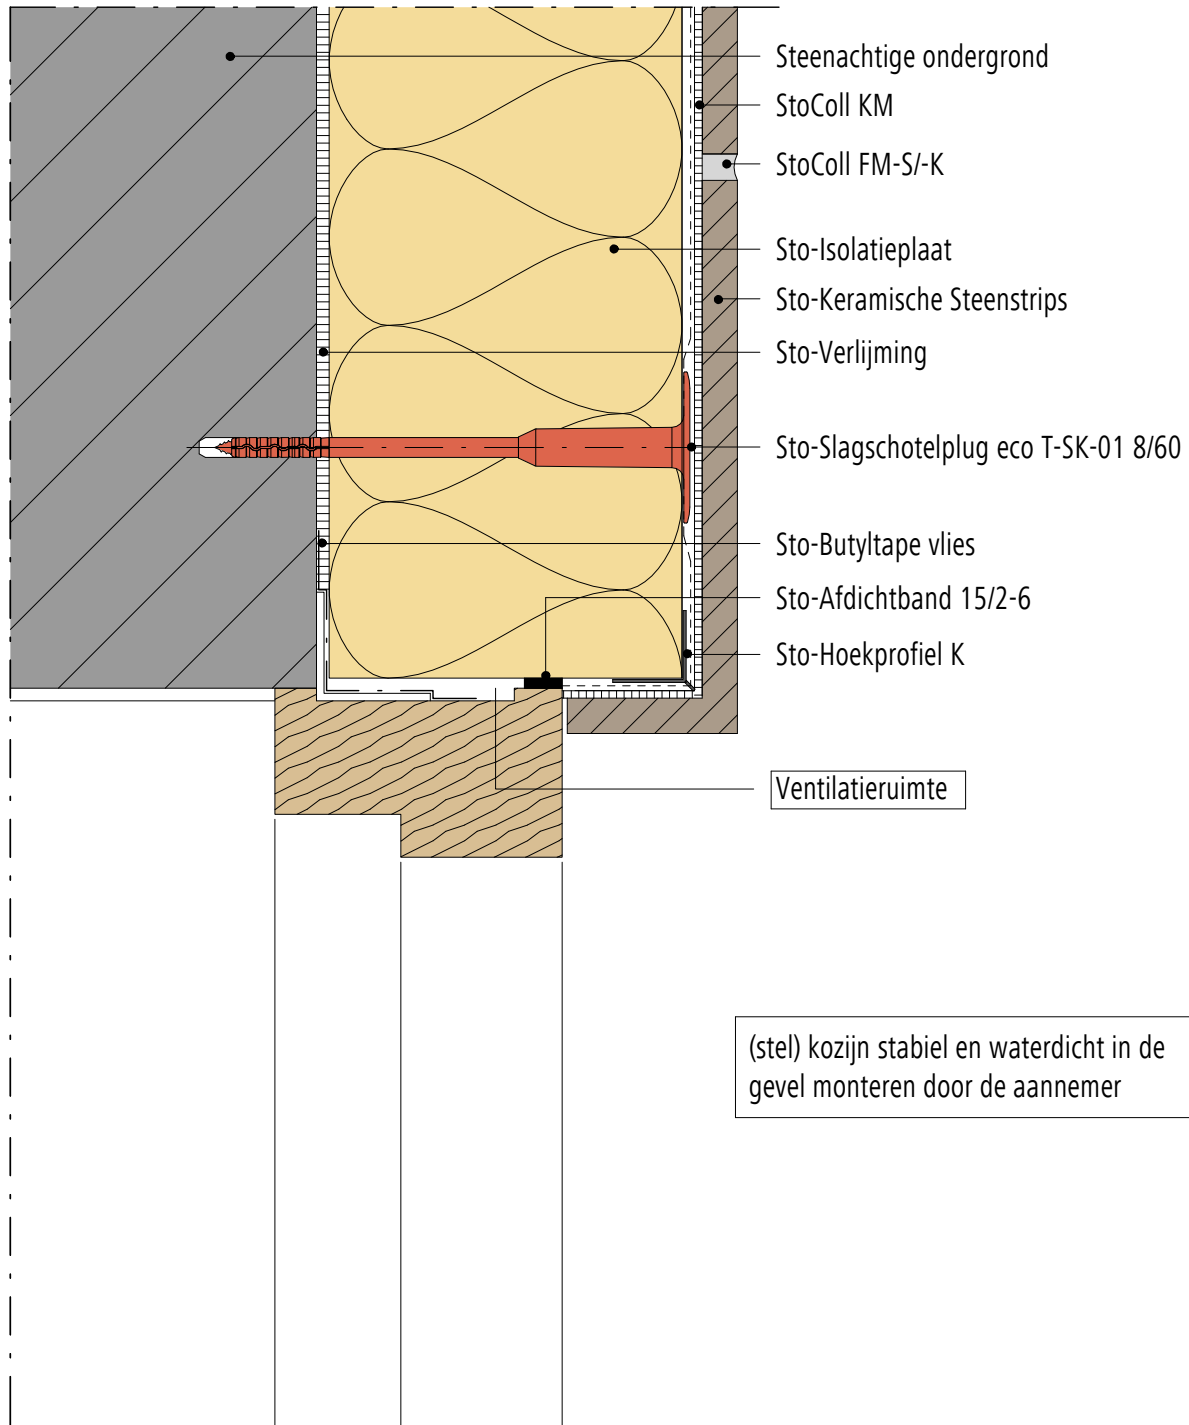 Steenachtige ondergrond
StoColl KM
StoColl FM-S/-K
Sto-Isolatieplaat
Sto-Keramische Steenstrips
Sto-Verlijming
Sto-Slagschotelplug eco T-SK-01 8/60
Sto-Butyltape vlies
Sto-Afdichtband 15/2-6
Sto-Hoekprofiel K
Ventilatieruimte
(stel) kozijn stabiel en waterdicht in de
gevel monteren door de aannemer